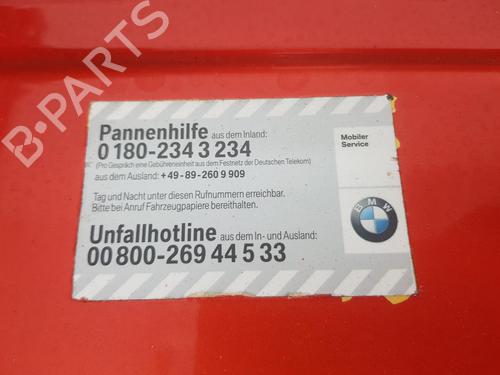 B-PARTS
Pannenhilfe aus dem Inland:
0 180-234 3 234
(Pro Gespräch eine Gebühreneinheit aus dem Festnetz der Deutschen Telekom)
aus dem Ausland: +49-89-260 9 909
Tag und Nacht unter diesen Rufnummern erreichbar.
Bitte bei Anruf Fahrzeugpapiere bereithalten.
Unfallhotline aus dem In- und Ausland:
00 800-269 44 5 33
Mobiler
Service
BMW